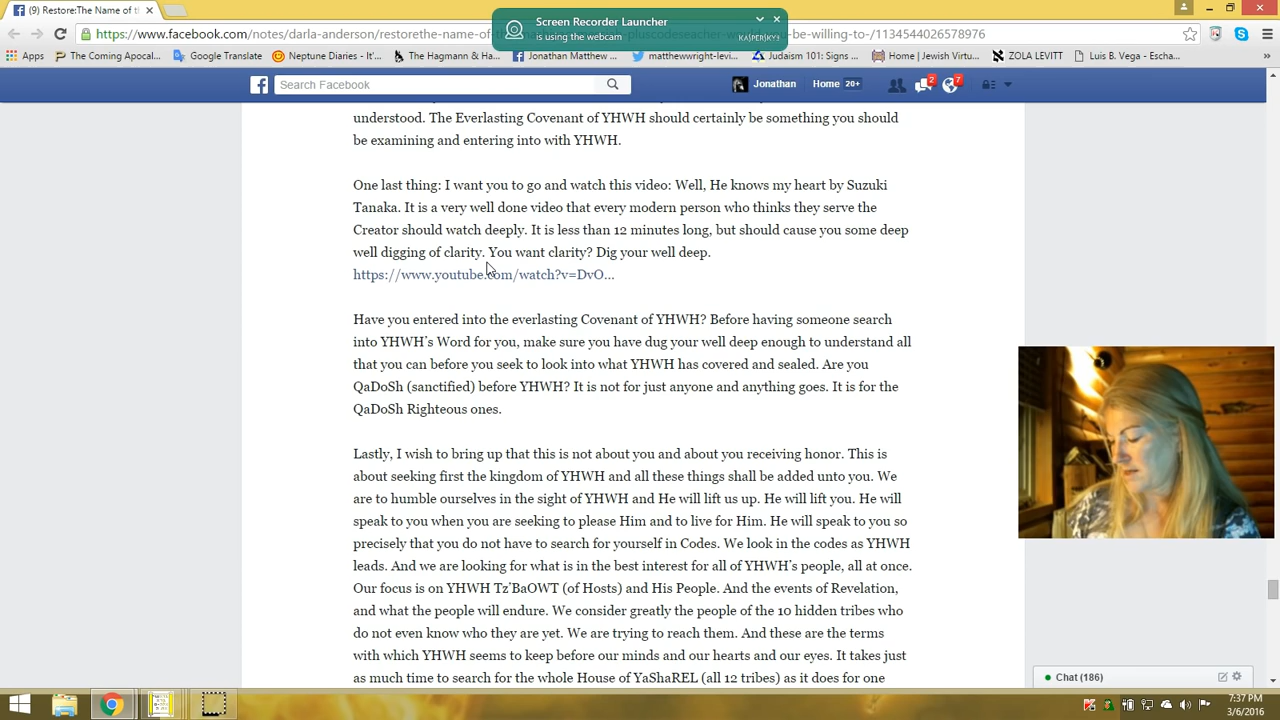 (9) Restore:The Name of th
Screen Recorder Launcher
is using the webcam
KASPERSKY
https://www.facebook.com/notes/darla-anderson/restorethe-name-of-
pluscodeseacher-
be-willing-to-/1134544026578976
Apps
The Coming Apocal...
Google Translate
Neptune Diaries - It'...
The Hagmann & Ha...
Jonathan | Facebook
matthewwright-levi...
Judaism 101: Signs ...
Home | Jewish Virtu...
ZOLA LEVITT
Luis B. Vega - Escha...
Search Facebook
Jonathan
Home 20+
2
7
understood. The Everlasting Covenant of YHWH should certainly be something you should
be examining and entering into with YHWH.
One last thing: I want you to go and watch this video: Well, He knows my heart by Suzuki
Tanaka. It is a very well done video that every modern person who thinks they serve the
Creator should watch deeply. It is less than 12 minutes long, but should cause you some deep
well digging of clarity. You want clarity? Dig your well deep.
https://www.youtube.com/watch?v=DvO...
Have you entered into the everlasting Covenant of YHWH? Before having someone search
into YHWH's Word for you, make sure you have dug your well deep enough to understand all
that you can before you seek to look into what YHWH has covered and sealed. Are you
QaDoSh (sanctified) before YHWH? It is not for just anyone and anything goes. It is for the
QaDoSh Righteous ones.
Lastly, I wish to bring up that this is not about you and about you receiving honor. This is
about seeking first the kingdom of YHWH and all these things shall be added unto you. We
are to humble ourselves in the sight of YHWH and He will lift us up. He will lift you. He will
speak to you when you are seeking to please Him and to live for Him. He will speak to you so
precisely that you do not have to search for yourself in Codes. We look in the codes as YHWH
leads. And we are looking for what is in the best interest for all of YHWH's people, all at once.
Our focus is on YHWH Tz'BaOWT (of Hosts) and His People. And the events of Revelation,
and what the people will endure. We consider greatly the people of the 10 hidden tribes who
do not even know who they are yet. We are trying to reach them. And these are the terms
with which YHWH seems to keep before our minds and our hearts and our eyes. It takes just
as much time to search for the whole House of YaShaREL (all 12 tribes) as it does for one
Chat (186)
7:37 PM
3/6/2016